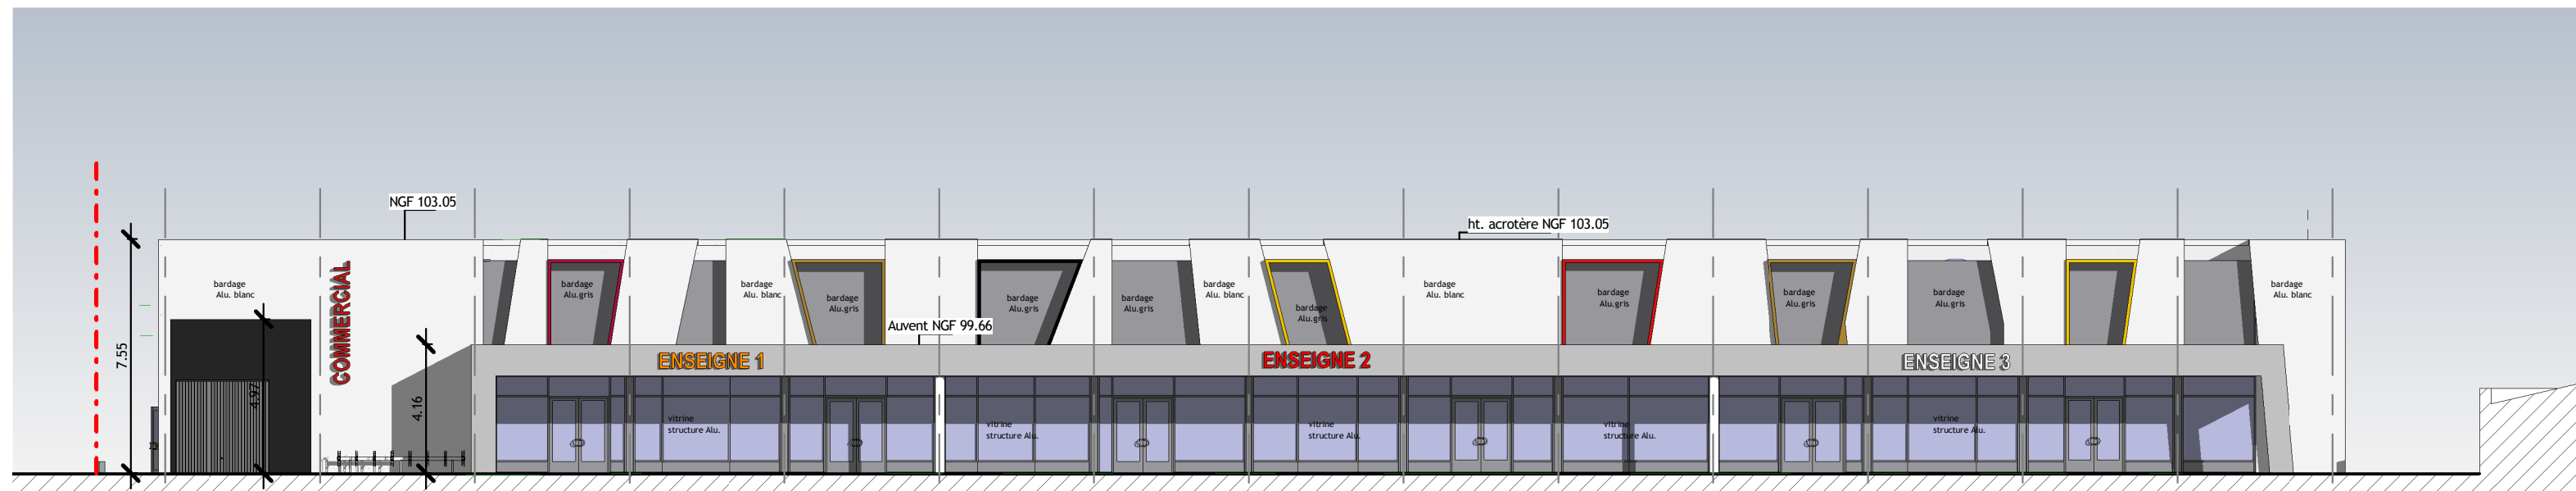 NGF 103.05
ht. acrotère NGF 103.05
7.55
bardage
Alu. blanc
COMMERCIAL
4.97
4.16
bardage
Alu.gris
bardage
Alu. blanc
bardage
Alu.gris
bardage
Alu.gris
bardage
Alu.gris
bardage
Alu. blanc
bardage
Alu.gris
bardage
Alu. blanc
bardage
Alu.gris
bardage
Alu.gris
bardage
Alu.gris
bardage
Alu. blanc
Auvent NGF 99.66
ENSEIGNE 1
ENSEIGNE 2
ENSEIGNE 3
vitrine
structure Alu.
vitrine
structure Alu.
vitrine
structure Alu.
vitrine
structure Alu.
vitrine
structure Alu.